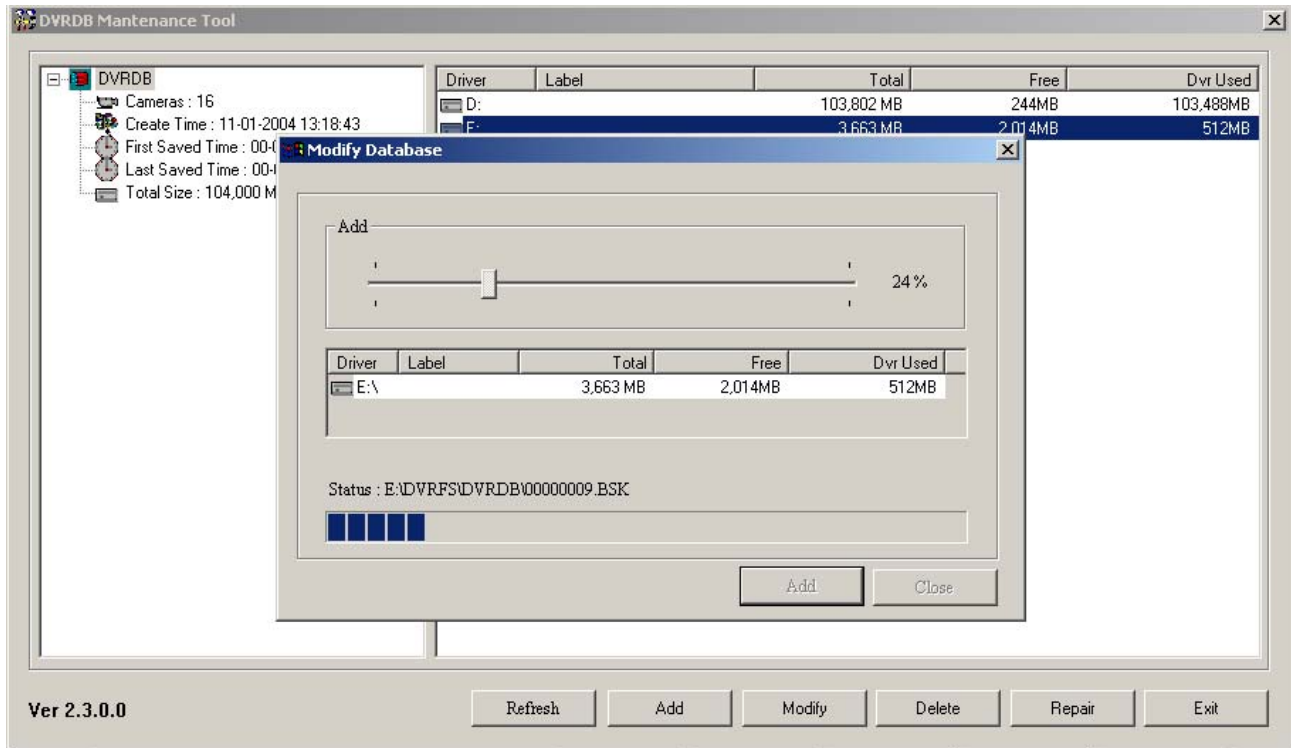 DVRDB Mantenance Tool
DVRDB
Cameras : 16
Create Time : 11-01-2004 13:18:43
First Saved Time : 00-
Last Saved Time : 00-
Total Size : 104,000 M
Driver Label Total Free Dvr Used
D: 103,802 MB 244MB 103,488MB
E: 3,663 MB 2,014MB 512MB
Modify Database
Add
24 %
Driver Label Total Free Dvr Used
E:\ 3,663 MB 2,014MB 512MB
Status : E:\DVRFS\DVRDB\00000009.BSK
Add Close
Ver 2.3.0.0
Refresh Add Modify Delete Repair Exit